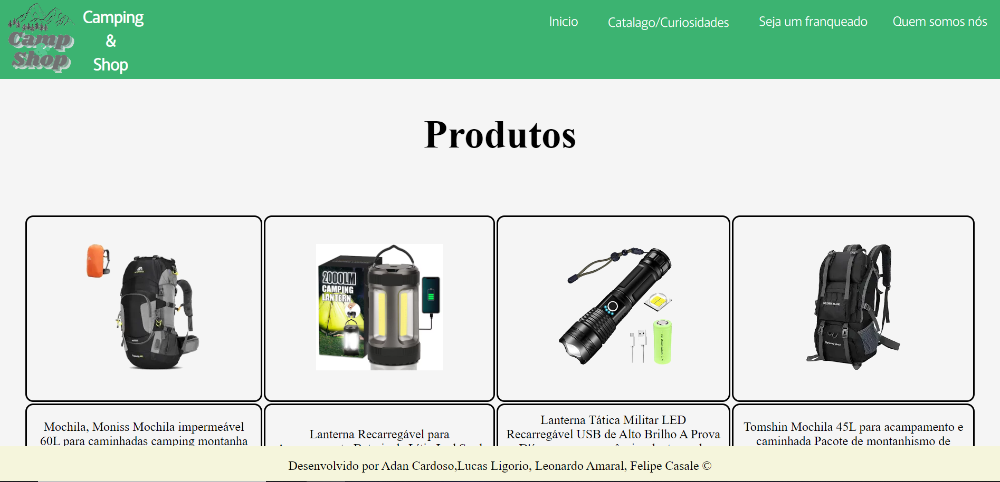 Camp
&
Shop
Camping
&
Shop
Inicio
Catalago/Curiosidades
Seja um franqueado
Quem somos nós
Produtos
2000LM
CAMPING
LANTERN
SOLDIER BLADE
Mochila, Moniss Mochila impermeável
60L para caminhadas camping montanha
Lanterna Recarregável para
Lanterna Tática Militar LED
Recarregável USB de Alto Brilho A Prova
Tomshin Mochila 45L para acampamento e
caminhada Pacote de montanhismo de
Desenvolvido por Adan Cardoso,Lucas Ligorio, Leonardo Amaral, Felipe Casale ©